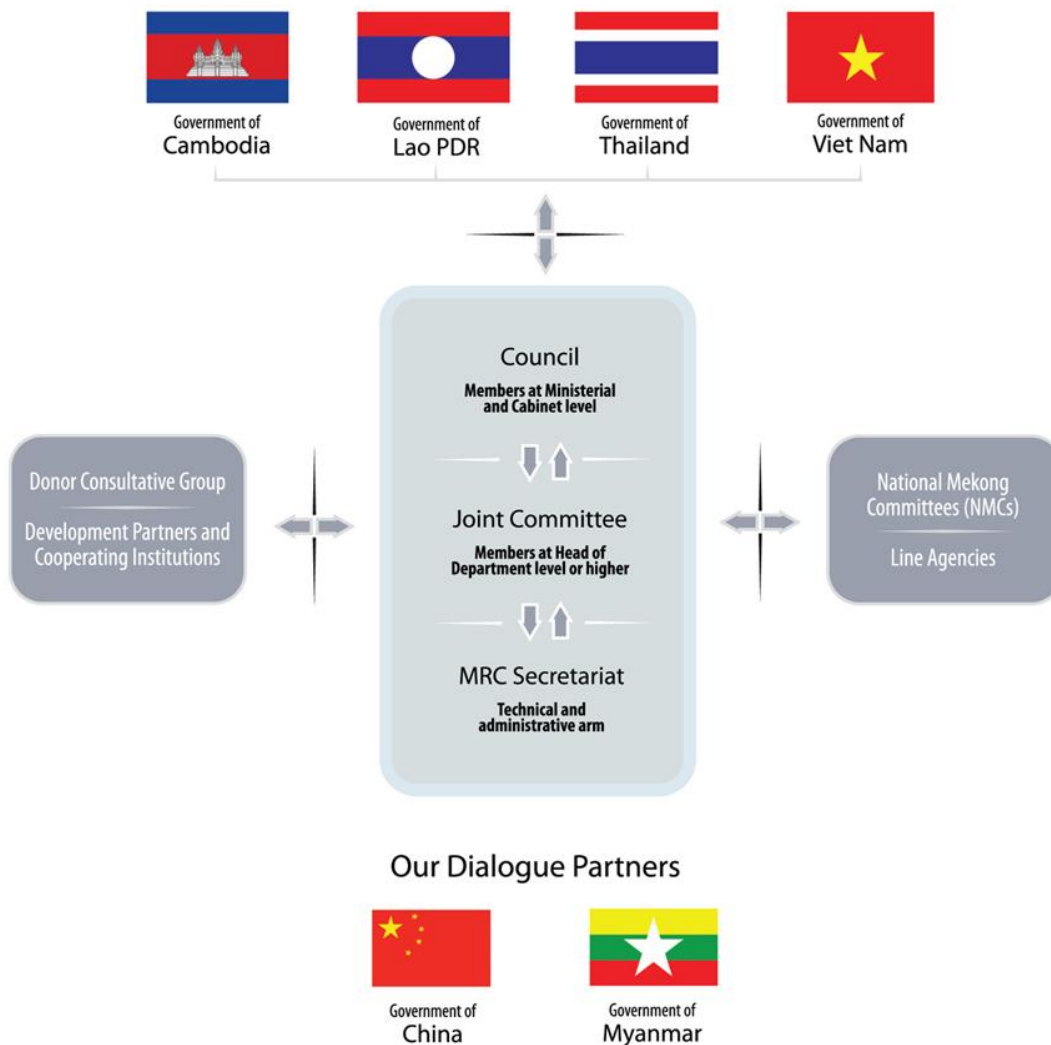 Government of
Cambodia
Government of
Lao PDR
Government of
Thailand
Government of
Viet Nam
Council
Members at Ministerial
and Cabinet level
Donor Consultative Group
Development Partners and
Cooperating Institutions
Joint Committee
Members at Head of
Department level or higher
National Mekong
Committees (NMCs)
Line Agencies
MRC Secretariat
Technical and
administrative arm
Our Dialogue Partners
Government of
China
Government of
Myanmar